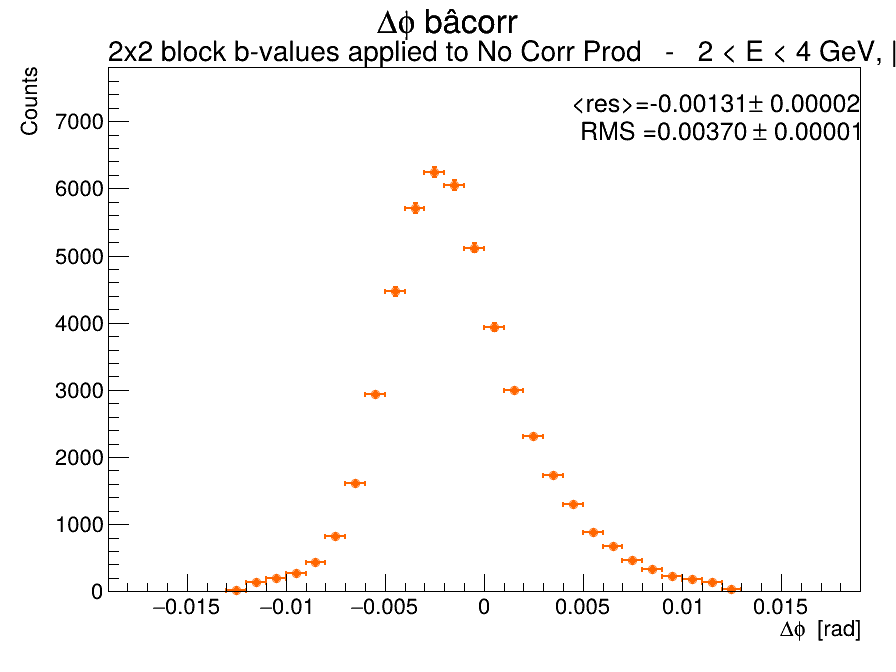 Δϕ bâcorr
2x2 block b-values applied to No Corr Prod - 2 < E < 4 GeV, |
Counts
<res>=-0.00131± 0.00002
RMS =0.00370 ± 0.00001
7000
6000
5000
4000
3000
2000
1000
0
−0.015 −0.01 −0.005 0 0.005 0.01 0.015
Δϕ [rad]